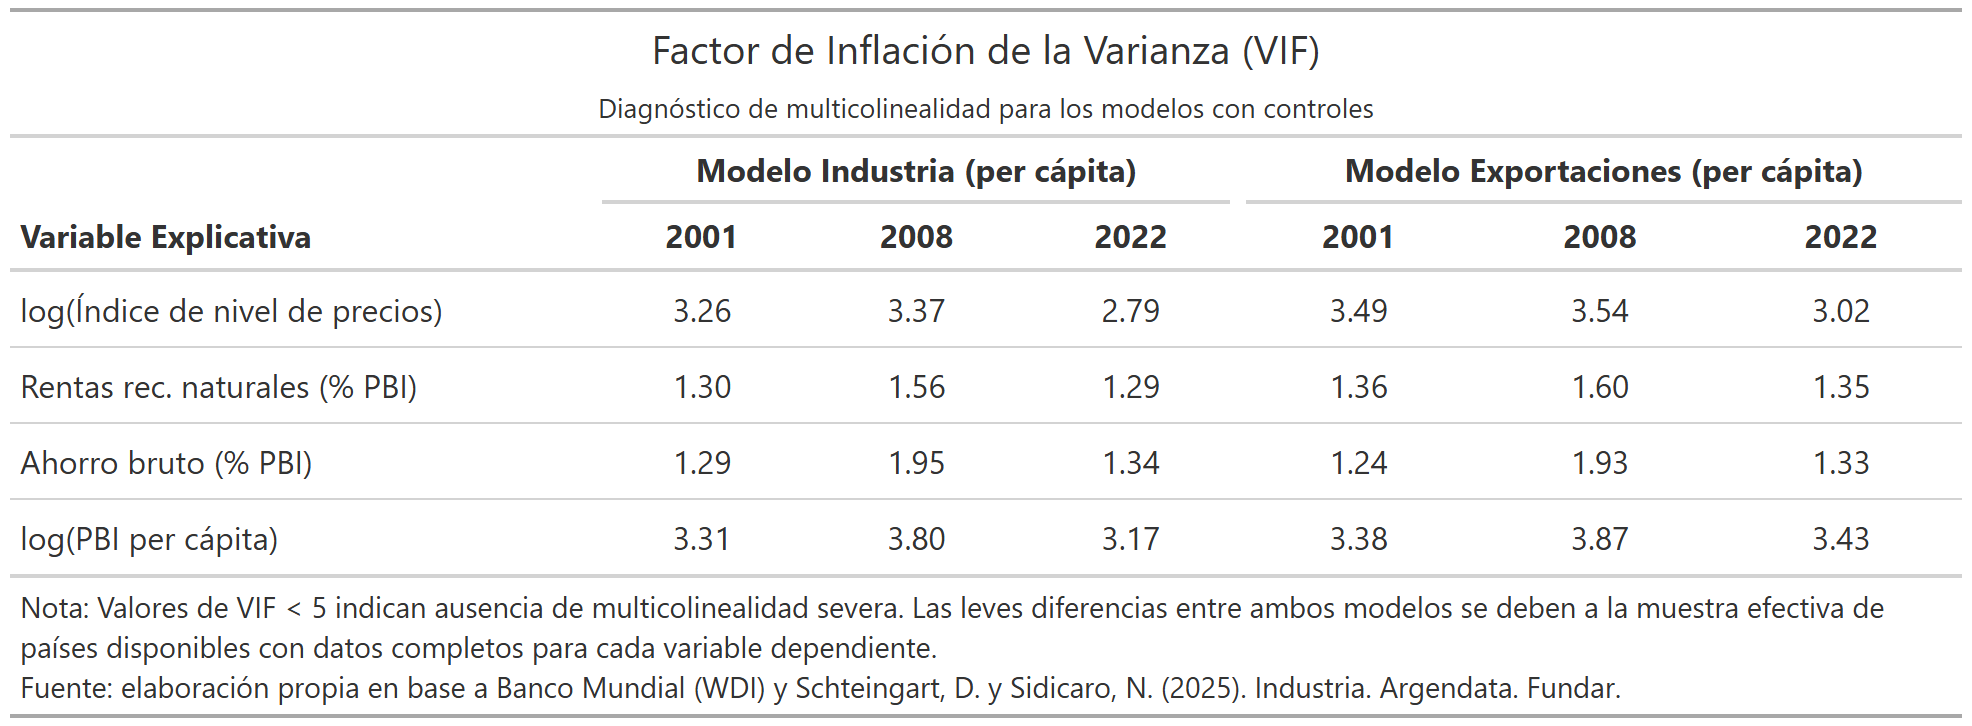 Factor de Inflación de la Varianza (VIF)
Diagnóstico de multicolinealidad para los modelos con controles
Modelo Industria (per cápita) Modelo Exportaciones (per cápita)
Variable Explicativa 2001 2008 2022 2001 2008 2022
log(Índice de nivel de precios) 3.26 3.37 2.79 3.49 3.54 3.02
Rentas rec. naturales (% PBI) 1.30 1.56 1.29 1.36 1.60 1.35
Ahorro bruto (% PBI) 1.29 1.95 1.34 1.24 1.93 1.33
log(PBI per cápita) 3.31 3.80 3.17 3.38 3.87 3.43
Nota: Valores de VIF < 5 indican ausencia de multicolinealidad severa. Las leves diferencias entre ambos modelos se deben a la muestra efectiva de
países disponibles con datos completos para cada variable dependiente.
Fuente: elaboración propia en base a Banco Mundial (WDI) y Schteingart, D. y Sidicaro, N. (2025). Industria. Argendata. Fundar.